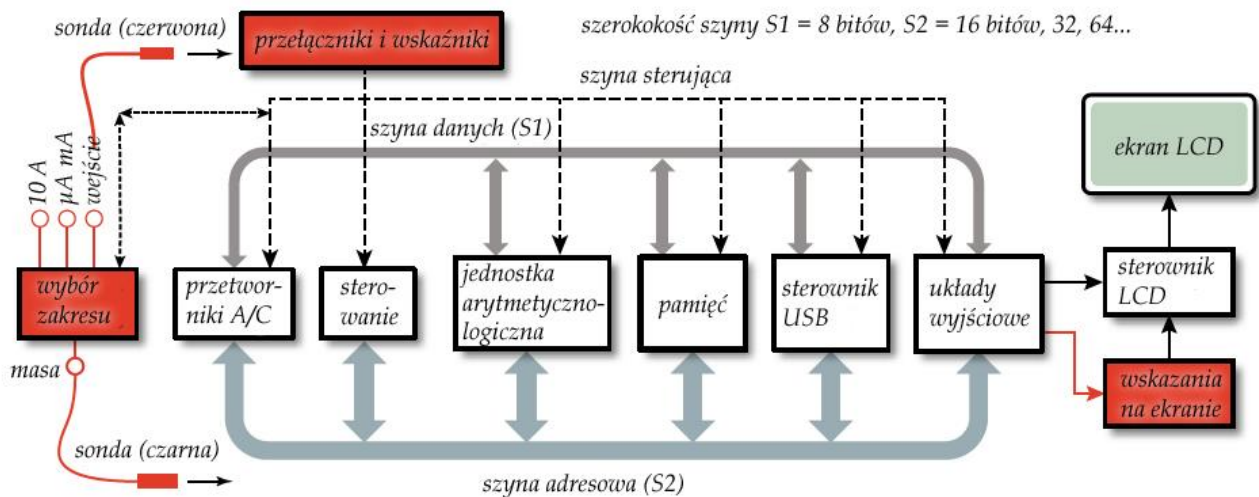 sonda (czerwona)
przełączniki i wskaźniki
szerokokość szyny S1 = 8 bitów, S2 = 16 bitów, 32, 64...
szyna sterująca
szyna danych (S1)
ekran LCD
10 A
µA mA
wejście
wybór
zakresu
przetwor-
niki A/C
stero-
wanie
jednostka
arytmetyczno-
logiczna
pamięć
sterownik
USB
układy
wyjściowe
sterownik
LCD
masa
wskazania
na ekranie
sonda (czarna)
szyna adresowa (S2)